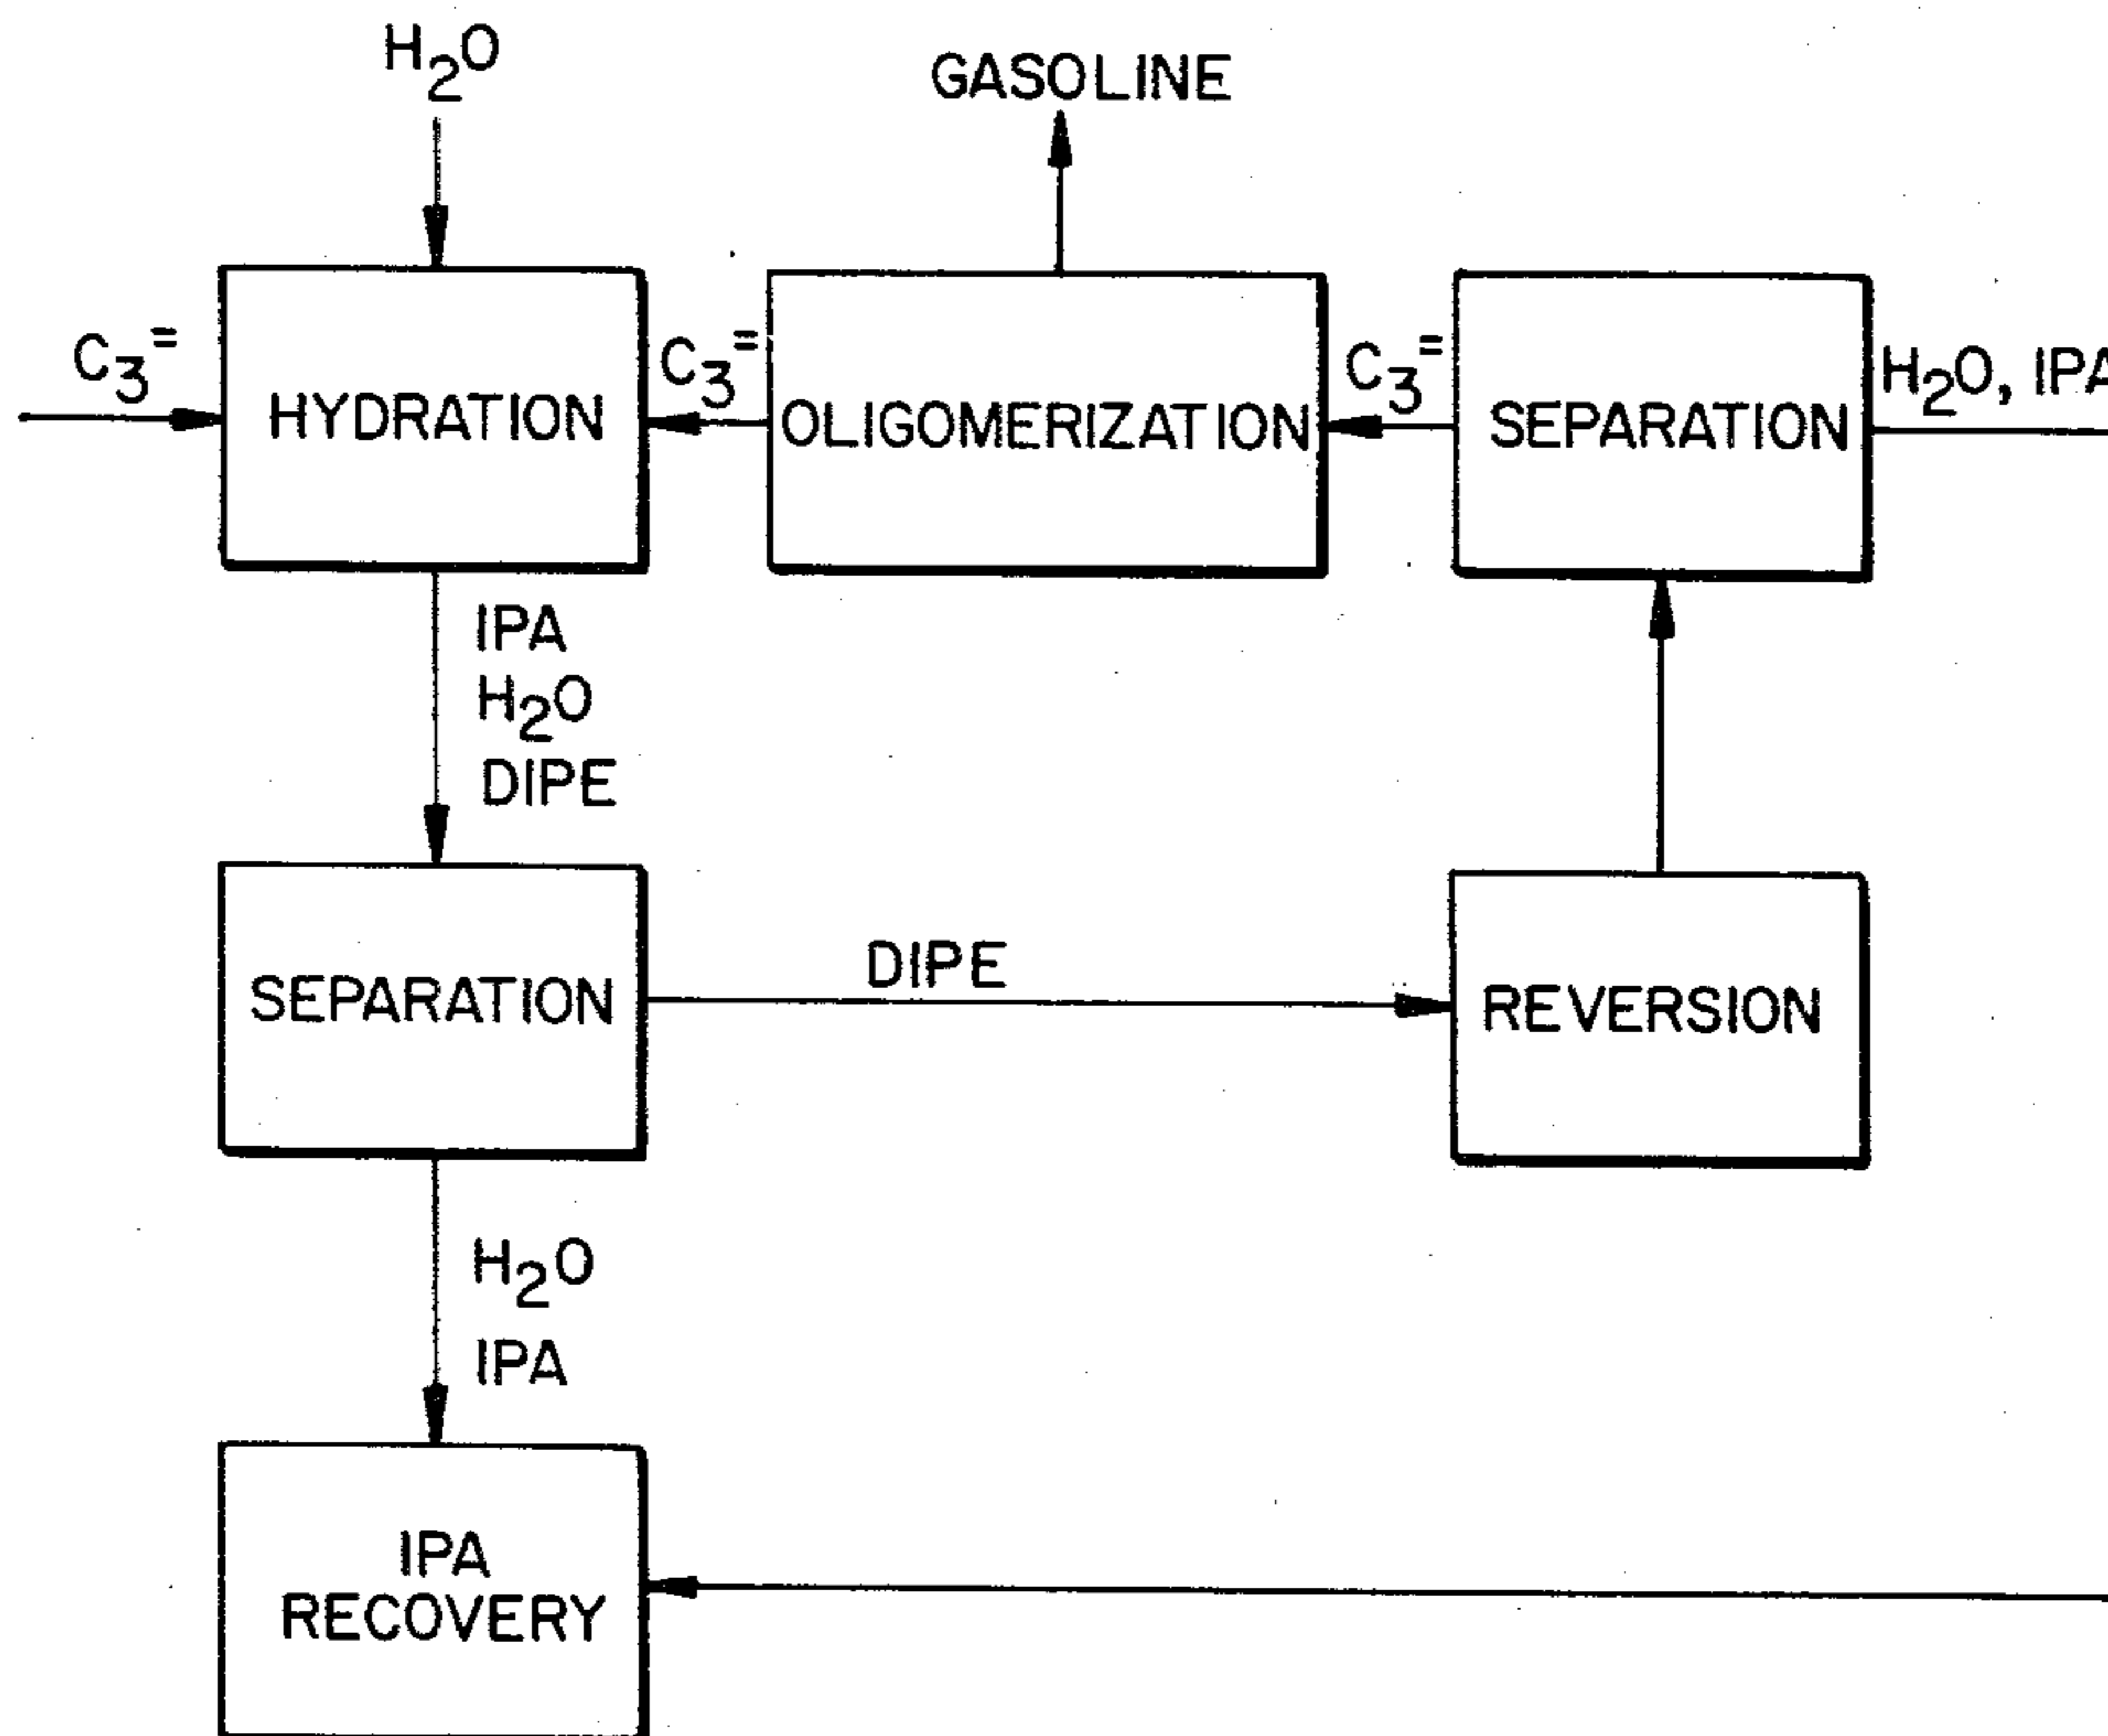 H₂O
GASOLINE
C₃⁼
HYDRATION
C₃⁼
OLIGOMERIZATION
C₃⁼
SEPARATION
H₂O, IPA
IPA
H₂O
DIPE
SEPARATION
DIPE
REVERSION
H₂O
IPA
IPA
RECOVERY